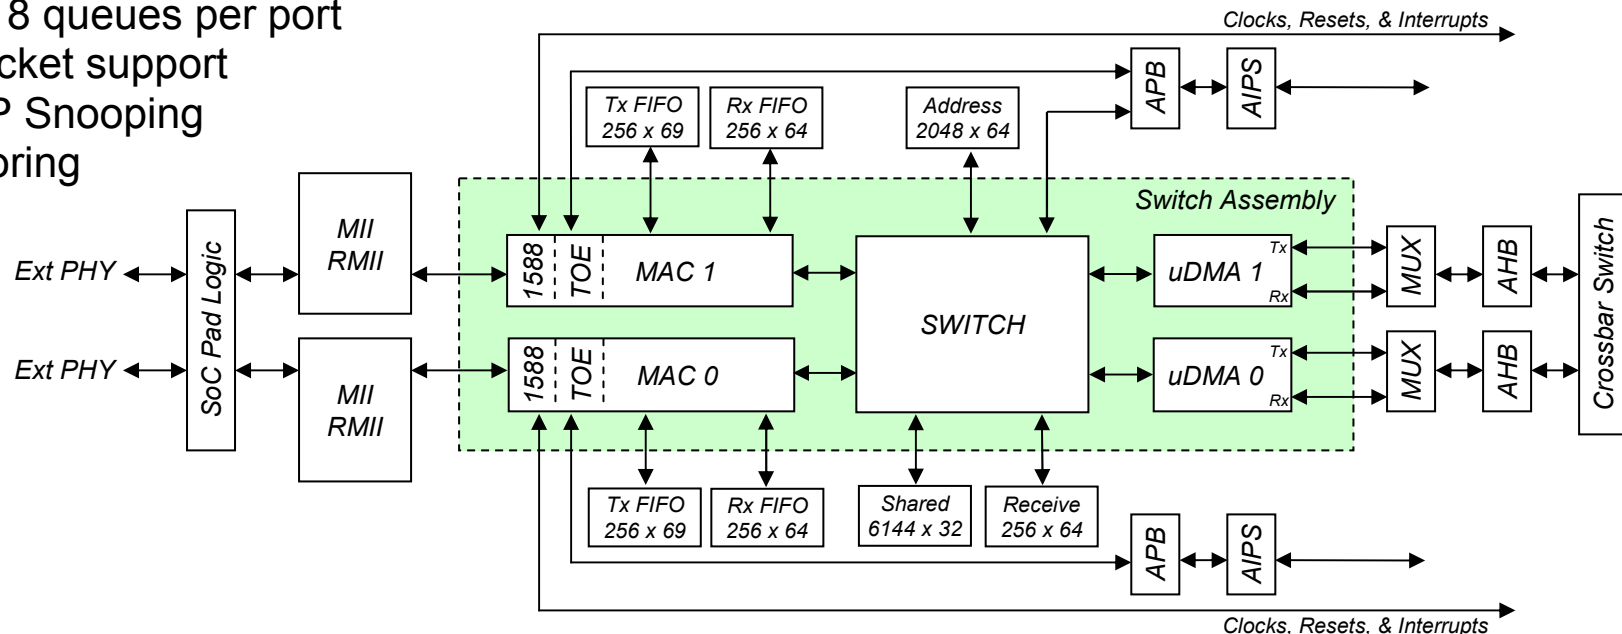 8 queues per port
cket support
P Snooping
oring
Clocks, Resets, & Interrupts
APB
AIPS
Tx FIFO
256 x 69
Rx FIFO
256 x 64
Address
2048 x 64
Switch Assembly
MII
RMII
Ext PHY
SoC Pad Logic
1588
TOE
MAC 1
SWITCH
uDMA 1
Tx
Rx
MUX
AHB
Crossbar Switch
Ext PHY
MII
RMII
1588
TOE
MAC 0
uDMA 0
Tx
Rx
MUX
AHB
Tx FIFO
256 x 69
Rx FIFO
256 x 64
Shared
6144 x 32
Receive
256 x 64
APB
AIPS
Clocks, Resets, & Interrupts